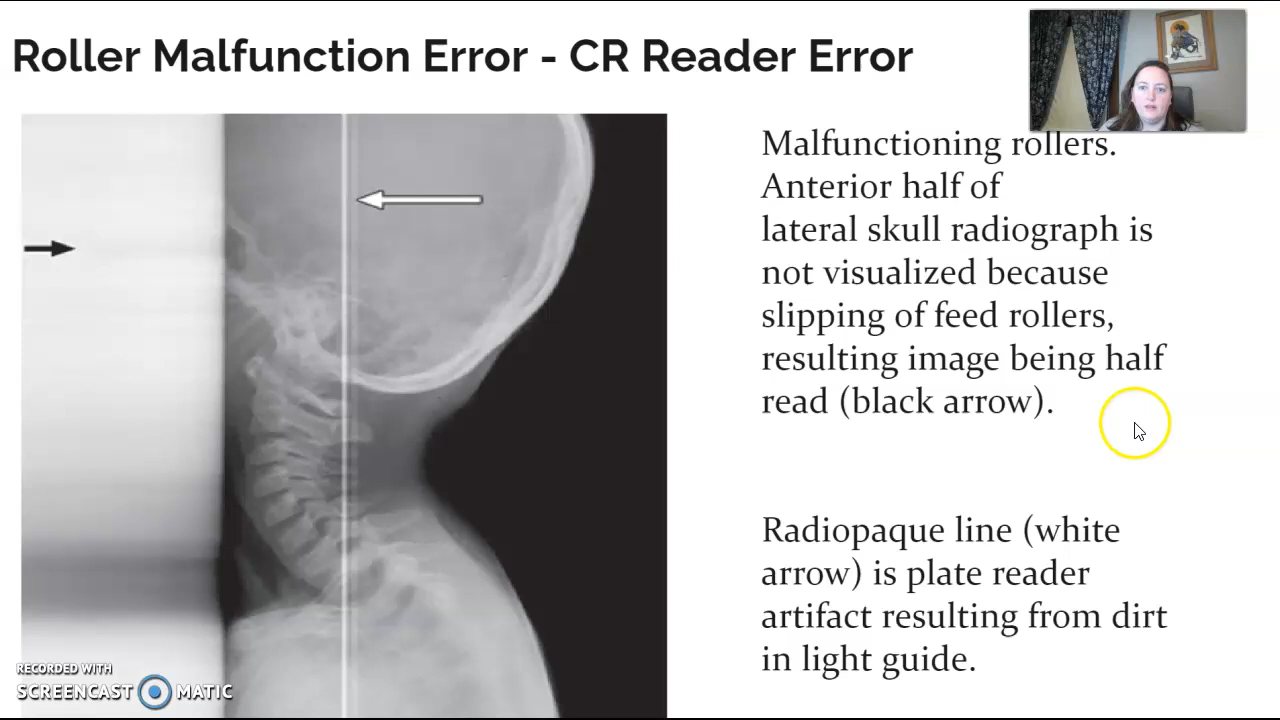 Roller Malfunction Error - CR Reader Error
Malfunctioning rollers.
Anterior half of
lateral skull radiograph is
not visualized because
slipping of feed rollers,
resulting image being half
read (black arrow).
Radiopaque line (white
arrow) is plate reader
artifact resulting from dirt
in light guide.
RECORDED WITH
SCREENCAST MATIC